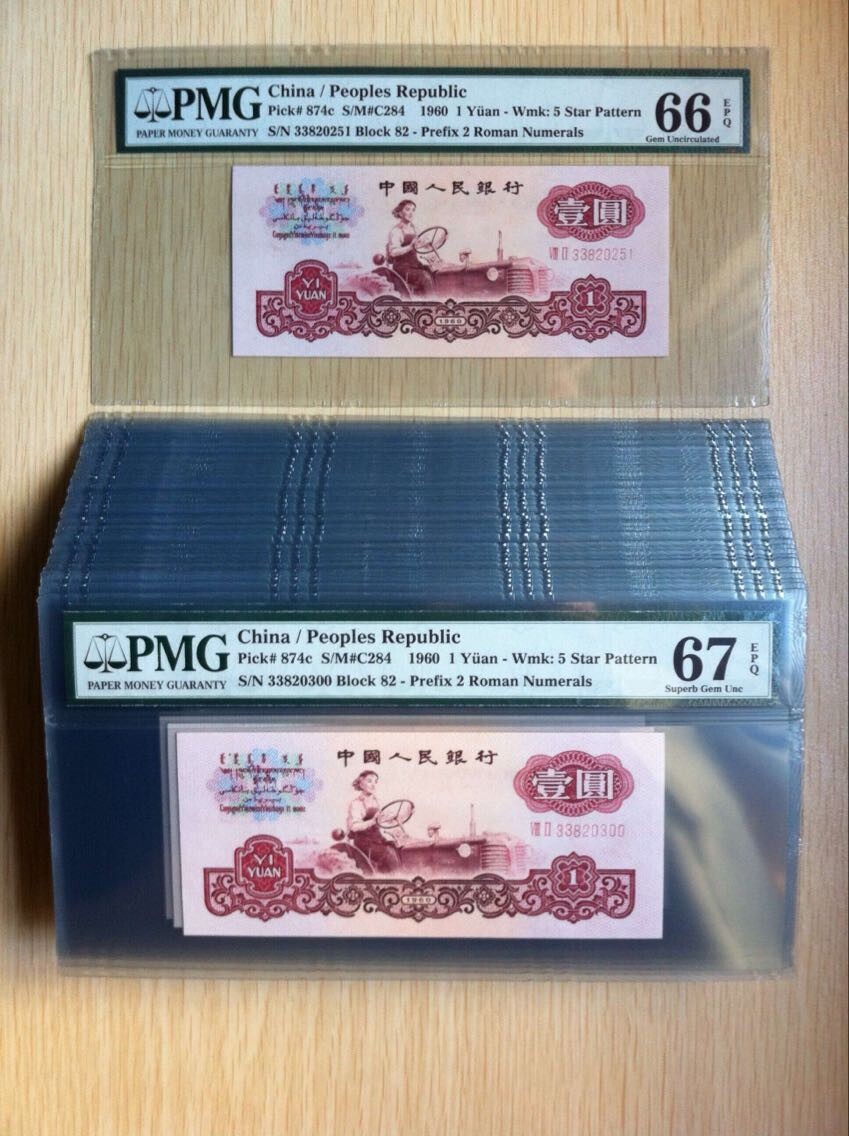 PMG
PAPER MONEY GUARANTY
China / Peoples Republic
Pick# 874c S/M#C284 1960 1 Yüan - Wmk: 5 Star Pattern
S/N 33820251 Block 82 - Prefix 2 Roman Numerals
66
EPQ
Gem Uncirculated
中國人民銀行
壹圓
VIII II 33820251
YI
YUAN
1960
1
PMG
PAPER MONEY GUARANTY
China / Peoples Republic
Pick# 874c S/M#C284 1960 1 Yüan - Wmk: 5 Star Pattern
S/N 33820300 Block 82 - Prefix 2 Roman Numerals
67
EPQ
Superb Gem Unc
中國人民銀行
壹圓
VIII II 33820300
YI
YUAN
1960
1